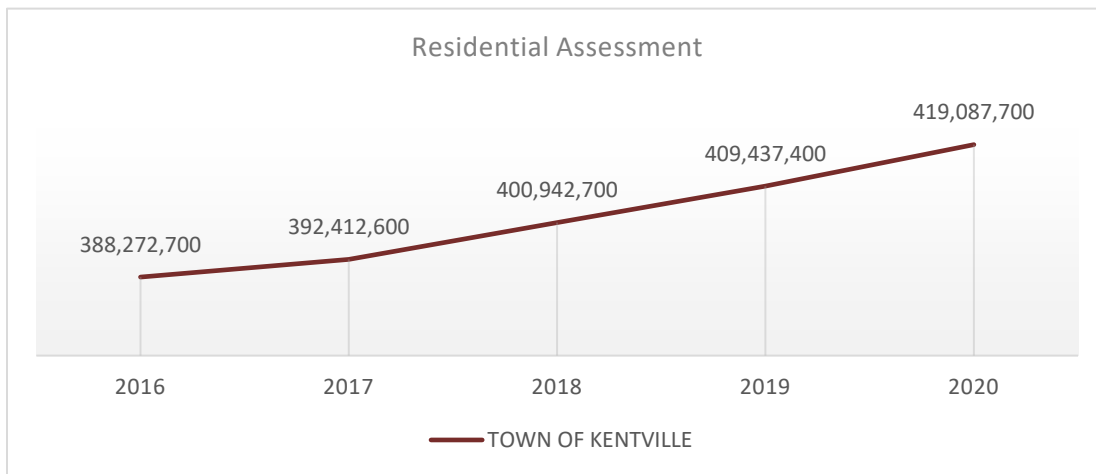 Residential Assessment
419,087,700
409,437,400
400,942,700
392,412,600
388,272,700
2016 2017 2018 2019 2020
TOWN OF KENTVILLE